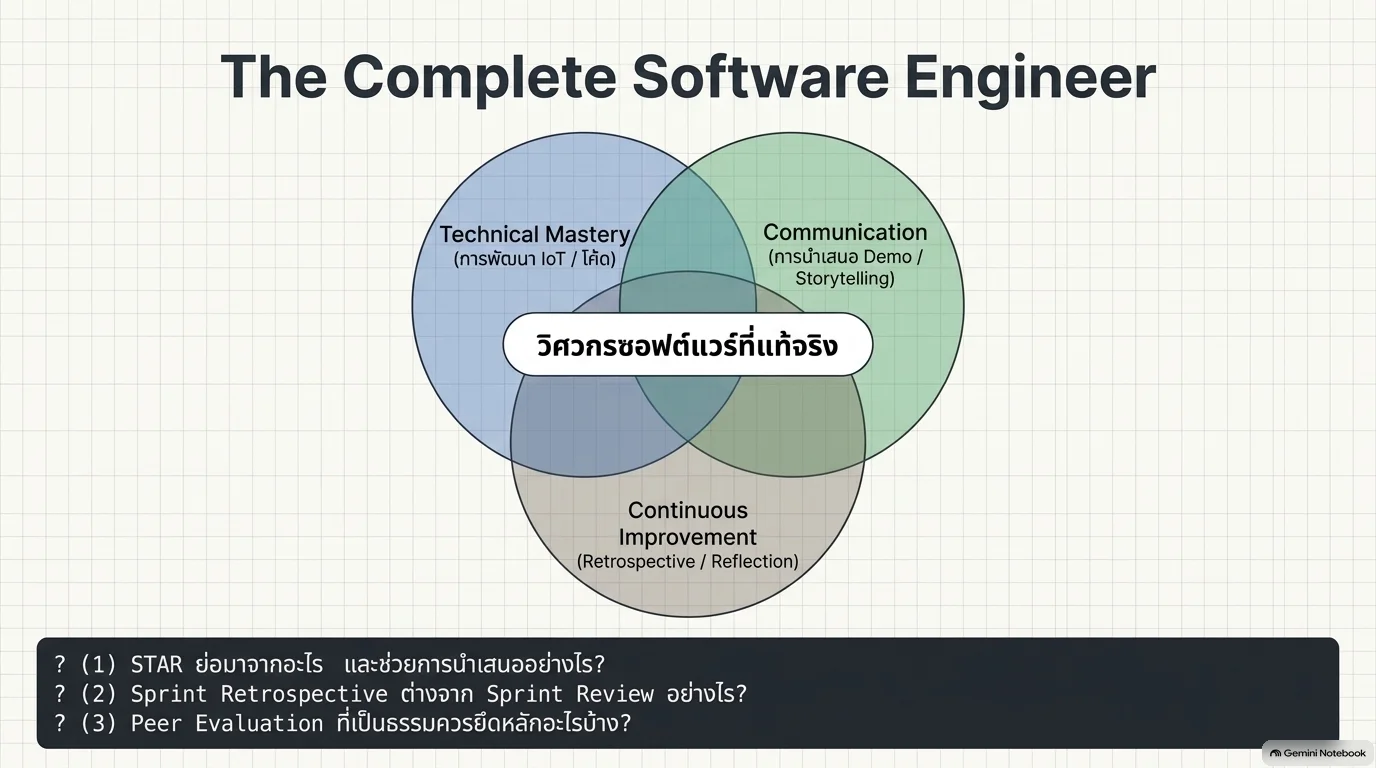 The Complete Software Engineer
Technical Mastery
(การพัฒนา IoT / โค้ด)
Communication
(การนำเสนอ Demo /
Storytelling)
วิศวกรซอฟต์แวร์ที่แท้จริง
Continuous
Improvement
(Retrospective / Reflection)
? (1) STAR ย่อมาจากอะไร และช่วยการนำเสนออย่างไร?
? (2) Sprint Retrospective ต่างจาก Sprint Review อย่างไร?
? (3) Peer Evaluation ที่เป็นธรรมควรยึดหลักอะไรบ้าง?
Gemini Notebook